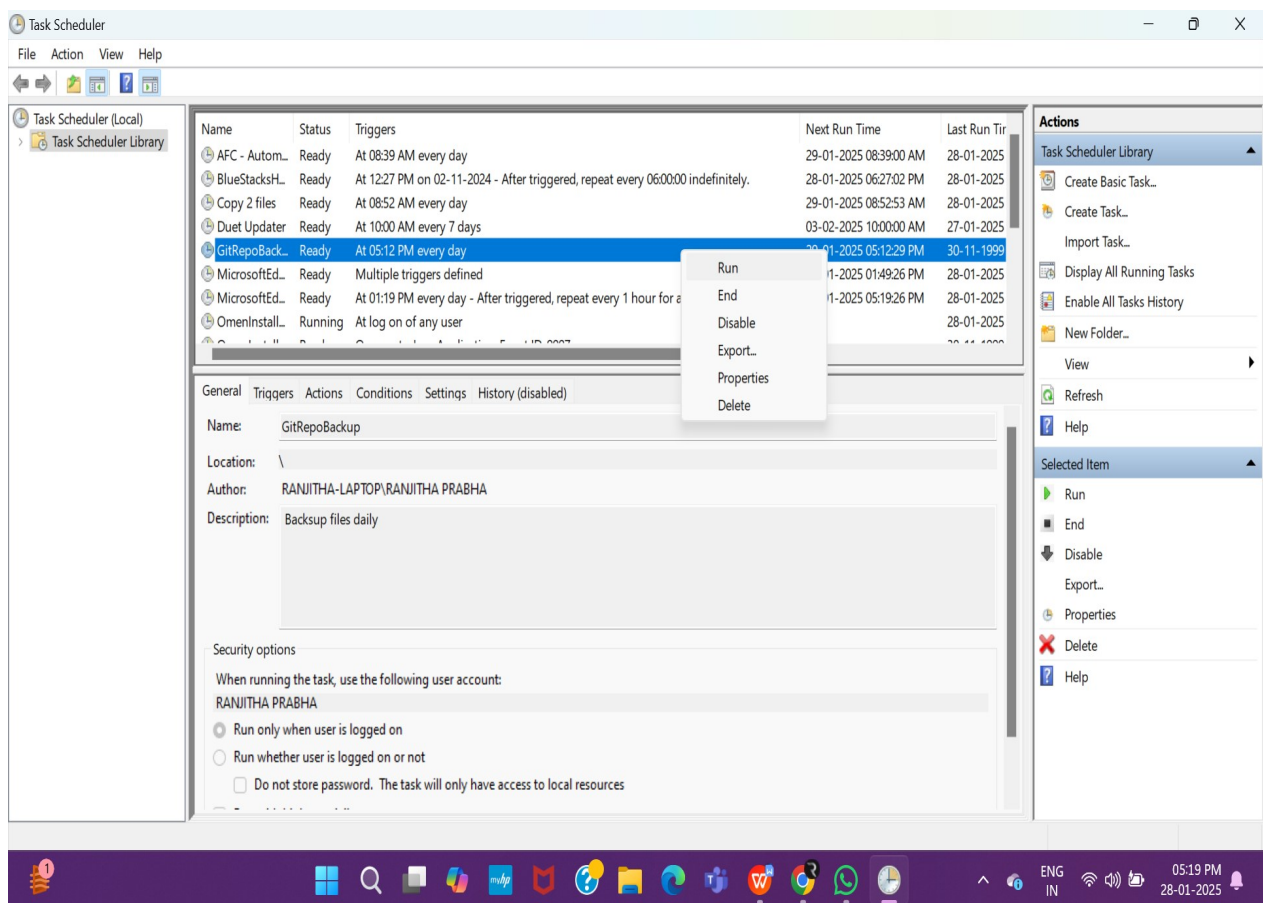 Task Scheduler
File Action View Help
Task Scheduler (Local)
Task Scheduler Library
Name Status Triggers Next Run Time Last Run Tir
AFC - Autom... Ready At 08:39 AM every day 29-01-2025 08:39:00 AM 28-01-2025
BlueStacksH... Ready At 12:27 PM on 02-11-2024 - After triggered, repeat every 06:00:00 indefinitely. 28-01-2025 06:27:02 PM 28-01-2025
Copy 2 files Ready At 08:52 AM every day 29-01-2025 08:52:53 AM 28-01-2025
Duet Updater Ready At 10:00 AM every 7 days 03-02-2025 10:00:00 AM 27-01-2025
GitRepoBack... Ready At 05:12 PM every day 01-2025 05:12:29 PM 30-11-1999
MicrosoftEd... Ready Multiple triggers defined 1-2025 01:49:26 PM 28-01-2025
MicrosoftEd... Ready At 01:19 PM every day - After triggered, repeat every 1 hour for a 1-2025 05:19:26 PM 28-01-2025
OmenInstall... Running At log on of any user 28-01-2025
Run
End
Disable
Export...
Properties
Delete
General Triggers Actions Conditions Settings History (disabled)
Name: GitRepoBackup
Location: \
Author: RANJITHA-LAPTOP\RANJITHA PRABHA
Description: Backsup files daily
Security options
When running the task, use the following user account:
RANJITHA PRABHA
Run only when user is logged on
Run whether user is logged on or not
Do not store password. The task will only have access to local resources
Actions
Task Scheduler Library
Create Basic Task...
Create Task...
Import Task...
Display All Running Tasks
Enable All Tasks History
New Folder...
View
Refresh
Help
Selected Item
Run
End
Disable
Export...
Properties
Delete
Help
1
myhp
ENG
IN
05:19 PM
28-01-2025